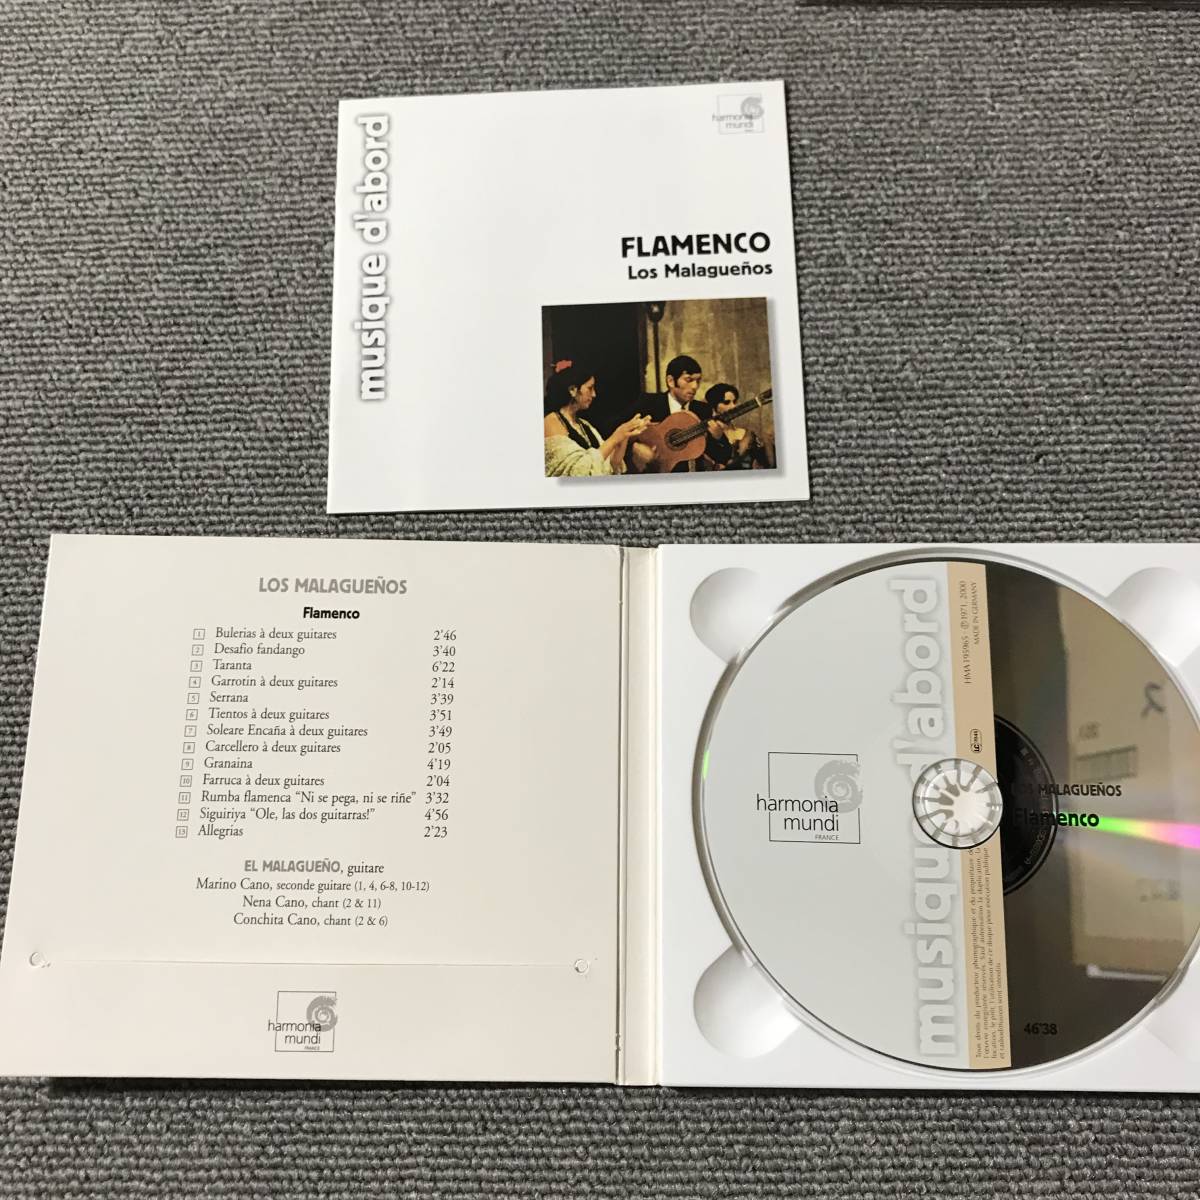 musique d'abord
harmonia
mundi
FLAMENCO
Los Malagueños
LOS MALAGUEÑOS
Flamenco
1 Bulerias à deux guitares 2'46
2 Desafio fandango 3'40
3 Taranta 6'22
4 Garrotin à deux guitares 2'14
5 Serrana 3'39
6 Tientos à deux guitares 3'51
7 Soleare Encaña à deux guitares 3'49
8 Carcellero à deux guitares 2'05
9 Granaina 4'19
10 Farruca à deux guitares 2'04
11 Rumba flamenca "Ni se pega, ni se riñe" 3'32
12 Siguiriya "Ole, las dos guitarras!" 4'56
13 Allegrias 2'23
EL MALAGUEÑO, guitare
Marino Cano, seconde guitare (1, 4, 6-8, 10-12)
Nena Cano, chant (2 & 11)
Conchita Cano, chant (2 & 6)
harmonia
mundi
FRANCE
musique d'abord
HMA 195965 - ℗ 1971, 2000
MADE IN GERMANY
harmonia
mundi
FRANCE
LOS MALAGUEÑOS
Flamenco
46'38